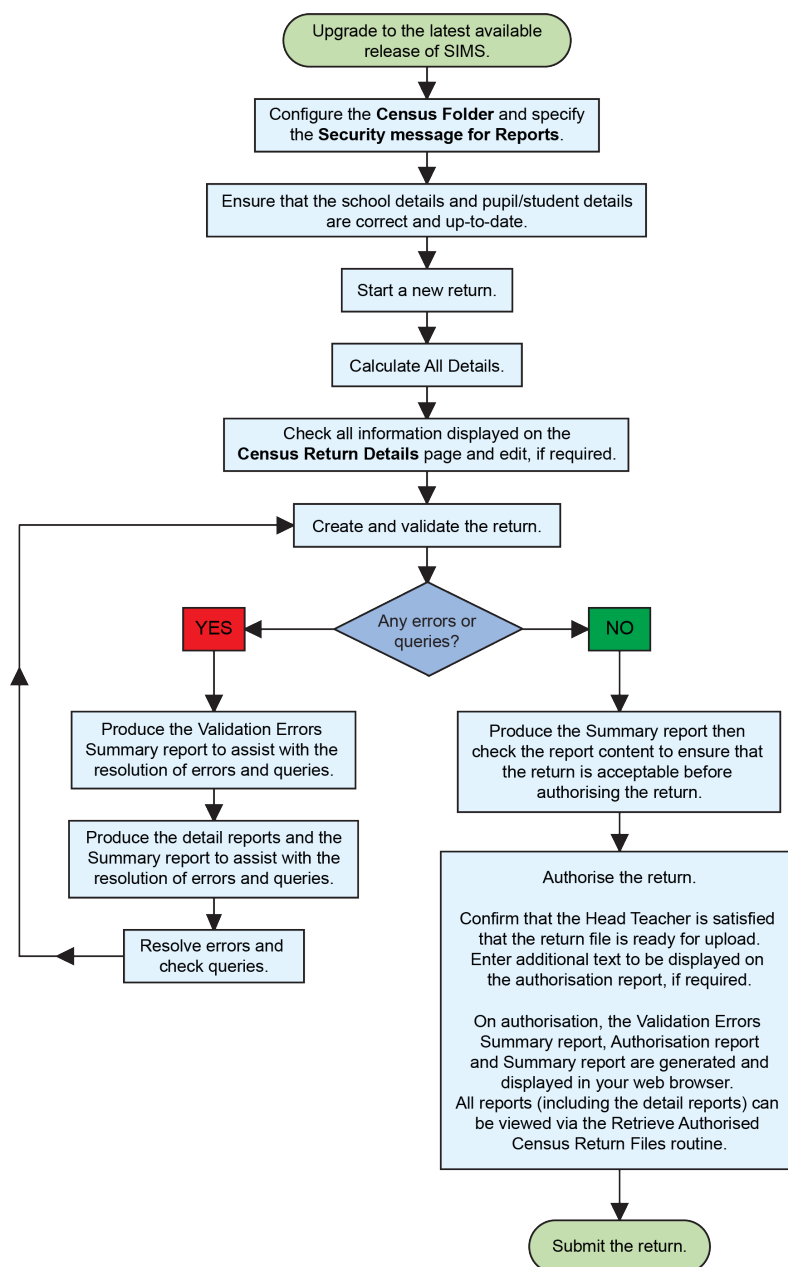 Upgrade to the latest available
release of SIMS.
Configure the Census Folder and specify
the Security message for Reports.
Ensure that the school details and pupil/student details
are correct and up-to-date.
Start a new return.
Calculate All Details.
Check all information displayed on the
Census Return Details page and edit, if required.
Create and validate the return.
Any errors or
queries?
YES
NO
Produce the Validation Errors
Summary report to assist with the
resolution of errors and queries.
Produce the detail reports and the
Summary report to assist with the
resolution of errors and queries.
Resolve errors and
check queries.
Produce the Summary report then
check the report content to ensure that
the return is acceptable before
authorising the return.
Authorise the return.
Confirm that the Head Teacher is satisfied
that the return file is ready for upload.
Enter additional text to be displayed on
the authorisation report, if required.
On authorisation, the Validation Errors
Summary report, Authorisation report
and Summary report are generated and
displayed in your web browser.
All reports (including the detail reports) can
be viewed via the Retrieve Authorised
Census Return Files routine.
Submit the return.